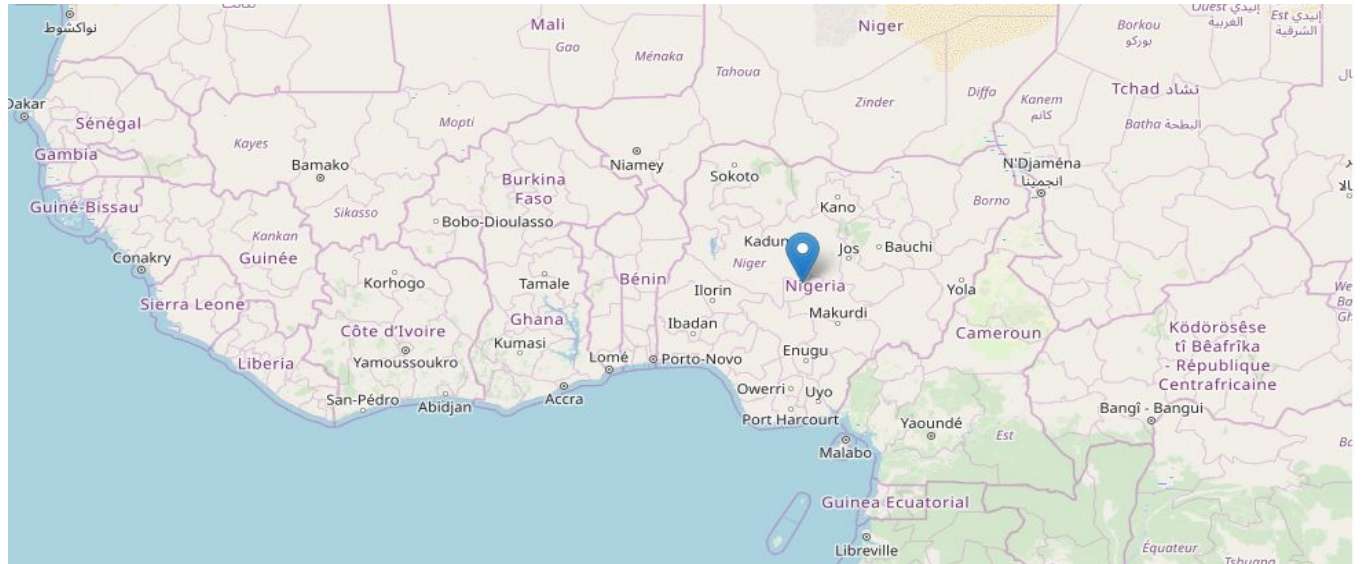 نواكشوط
Mali
Gao
Ménaka
Tahoua
Niger
Borkou
بوركو
Ouest إنيدي
الغربية
Est إنيدي
الشرقية
Dakar
Sénégal
Kayes
Mopti
Zinder
Diffa
Kanem
كانم
Tchad تشاد
Batha البطحة
Gambia
Bamako
Niamey
Sokoto
N'Djaména
انجمينا
Guiné-Bissau
Sikasso
Burkina
Faso
Bobo-Dioulasso
Kano
Borno
Kankan
Guinée
Conakry
Korhogo
Tamale
Bénin
Niger
Jos
Bauchi
Sierra Leone
Ilorin
Nigeria
Yola
Côte d'Ivoire
Ghana
Ibadan
Makurdi
Cameroun
Ködörösêse
tî Bêafrîka
- République
Centrafricaine
Liberia
Yamoussoukro
Kumasi
Lomé
Porto-Novo
Enugu
San-Pédro
Abidjan
Accra
Owerri
Uyo
Port Harcourt
Yaoundé
Est
Bangî - Bangui
Malabo
Guinea Ecuatorial
Libreville
Équateur